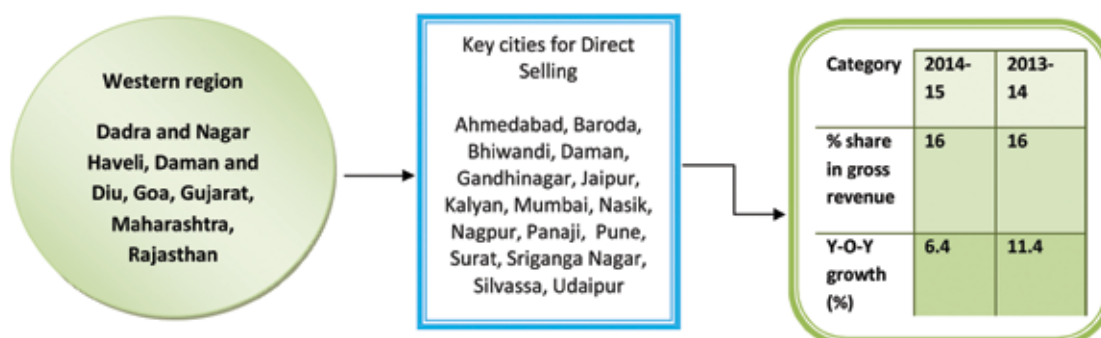 Western region
Dadra and Nagar
Haveli, Daman and
Diu, Goa, Gujarat,
Maharashtra,
Rajasthan
Key cities for Direct
Selling
Ahmedabad, Baroda,
Bhiwandi, Daman,
Gandhinagar, Jaipur,
Kalyan, Mumbai, Nasik,
Nagpur, Panaji, Pune,
Surat, Sriganga Nagar,
Silvassa, Udaipur
Category 2014- 2013-
15 14
% share 16 16
in gross
revenue
Y-O-Y 6.4 11.4
growth
(%)